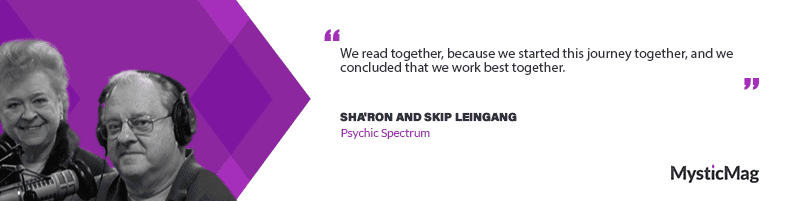 “
We read together, because we started this journey together, and we
concluded that we work best together.
”
SHA'RON AND SKIP LEINGANG
Psychic Spectrum
MysticMag